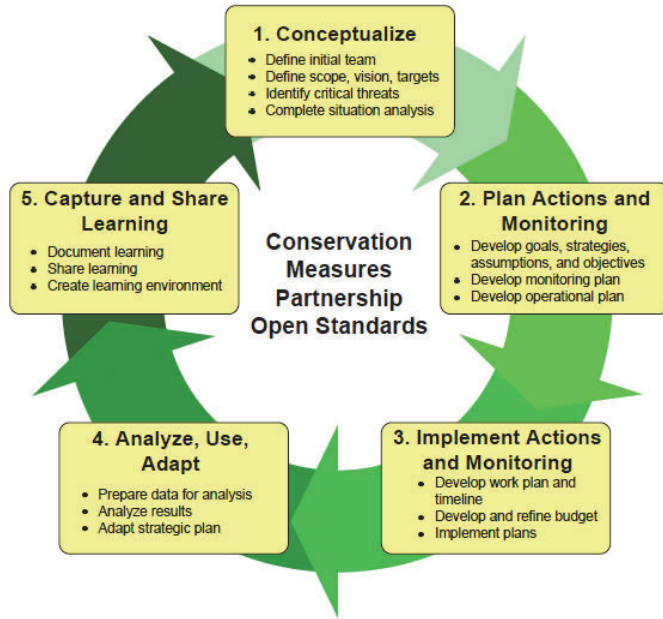 1. Conceptualize
• Define initial team
• Define scope, vision, targets
• Identify critical threats
• Complete situation analysis
2. Plan Actions and
Monitoring
• Develop goals, strategies,
assumptions, and objectives
• Develop monitoring plan
• Develop operational plan
3. Implement Actions
and Monitoring
• Develop work plan and
timeline
• Develop and refine budget
• Implement plans
4. Analyze, Use,
Adapt
• Prepare data for analysis
• Analyze results
• Adapt strategic plan
5. Capture and Share
Learning
• Document learning
• Share learning
• Create learning environment
Conservation
Measures
Partnership
Open Standards